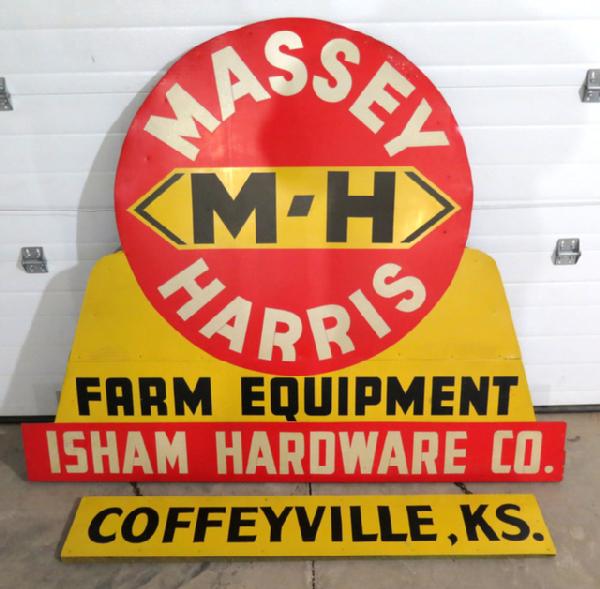 MASSEY
M-H
HARRIS
FARM EQUIPMENT
ISHAM HARDWARE CO.
COFFEYVILLE, KS.